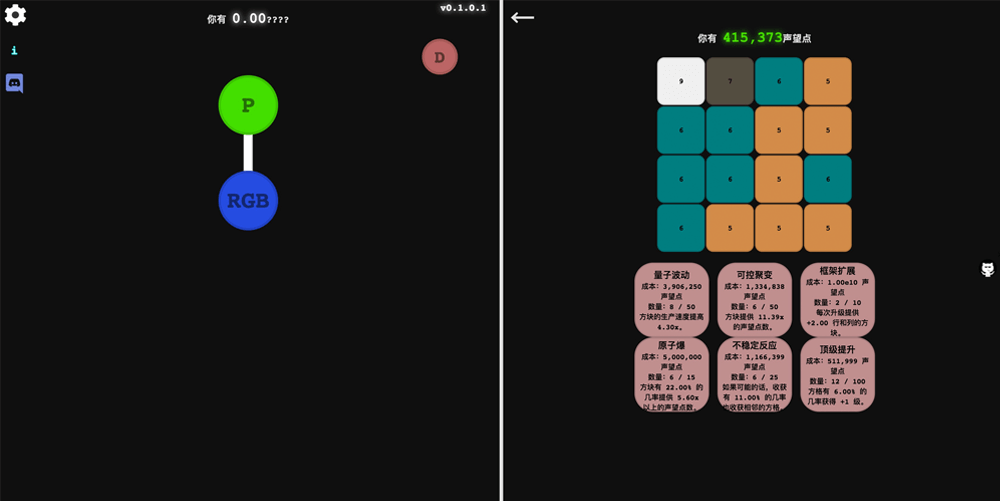 v0.1.0.1
你有 0.00????
i
D
P
RGB
你有 415,373声望点
9 7 6 5
6 6 5 5
6 6 5 6
6 5 5 5
量子波动
成本: 3,906,250
声望点
数量: 8 / 50
方块的生产速度提高
4.30x。
可控聚变
成本: 1,334,838
声望点
数量: 6 / 50
方块提供 11.39x
的声望点数。
框架扩展
成本: 1.00e10 声
望点
数量: 2 / 10
每次升级提供
+2.00 行和列的方
块。
原子爆
成本: 5,000,000
声望点
数量: 6 / 15
方块有 22.00% 的
几率提供 5.60x
以上的声望点数。
不稳定反应
成本: 1,166,399
声望点
数量: 6 / 25
如果可能的话，收获
有 11.00% 的几率
也收获相邻的方格。
顶级提升
成本: 511,999 声
望点
数量: 12 / 100
方格有 6.00% 的
几率获得 +1 级。